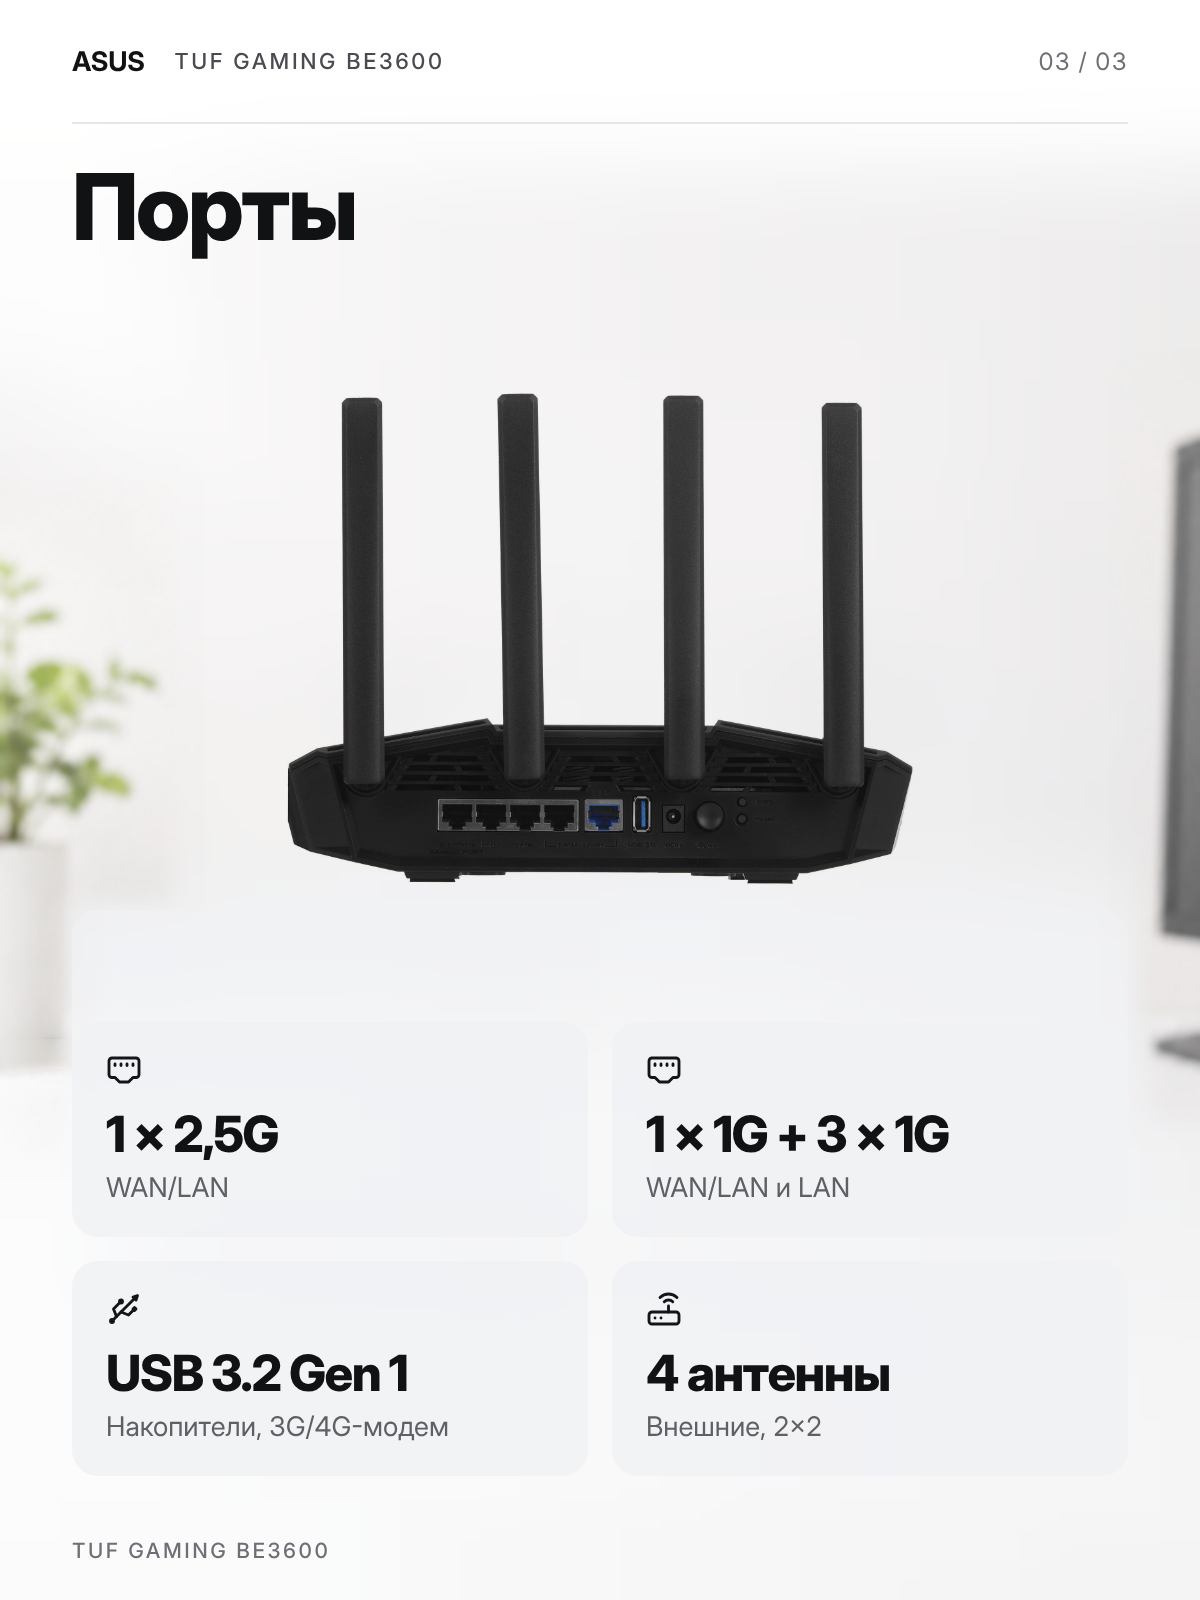 ASUS TUF GAMING BE3600 03 / 03
Порты
1 × 2,5G
WAN/LAN
1 × 1G + 3 × 1G
WAN/LAN и LAN
USB 3.2 Gen 1
Накопители, 3G/4G-модем
4 антенны
Внешние, 2×2
TUF GAMING BE3600